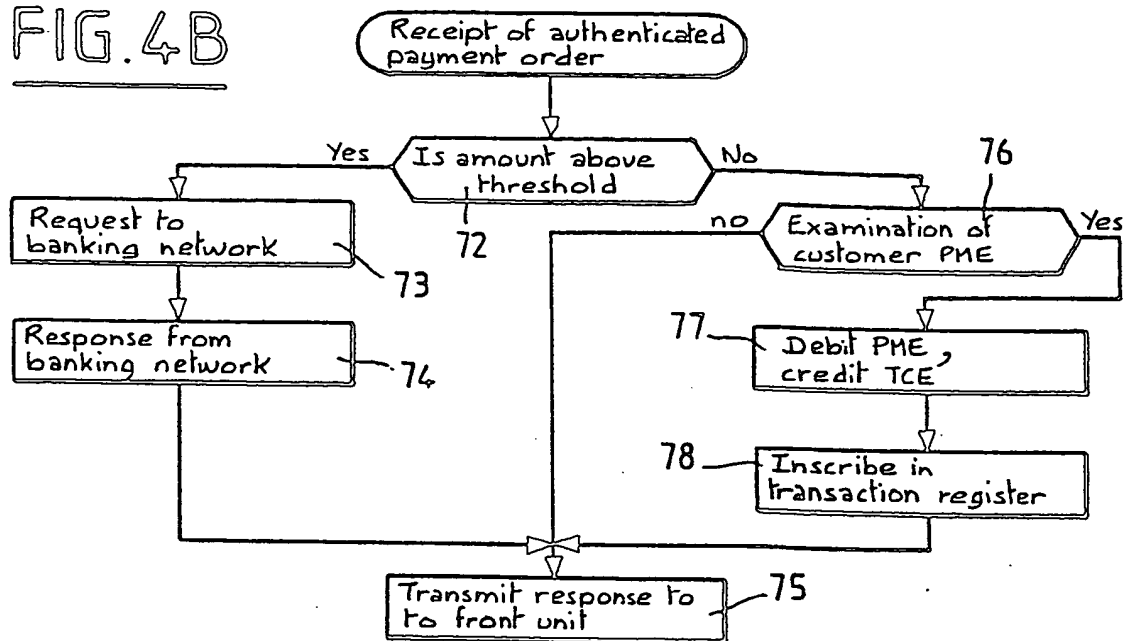 FIG.4B
Receipt of authenticated
payment order
Yes
Is amount above
threshold
No
72
76
Request to
banking network
73
no
Examination of
customer PME
Yes
Response from
banking network
74
77
Debit PME,
credit TCE
78
Inscribe in
transaction register
Transmit response to
to front unit
75